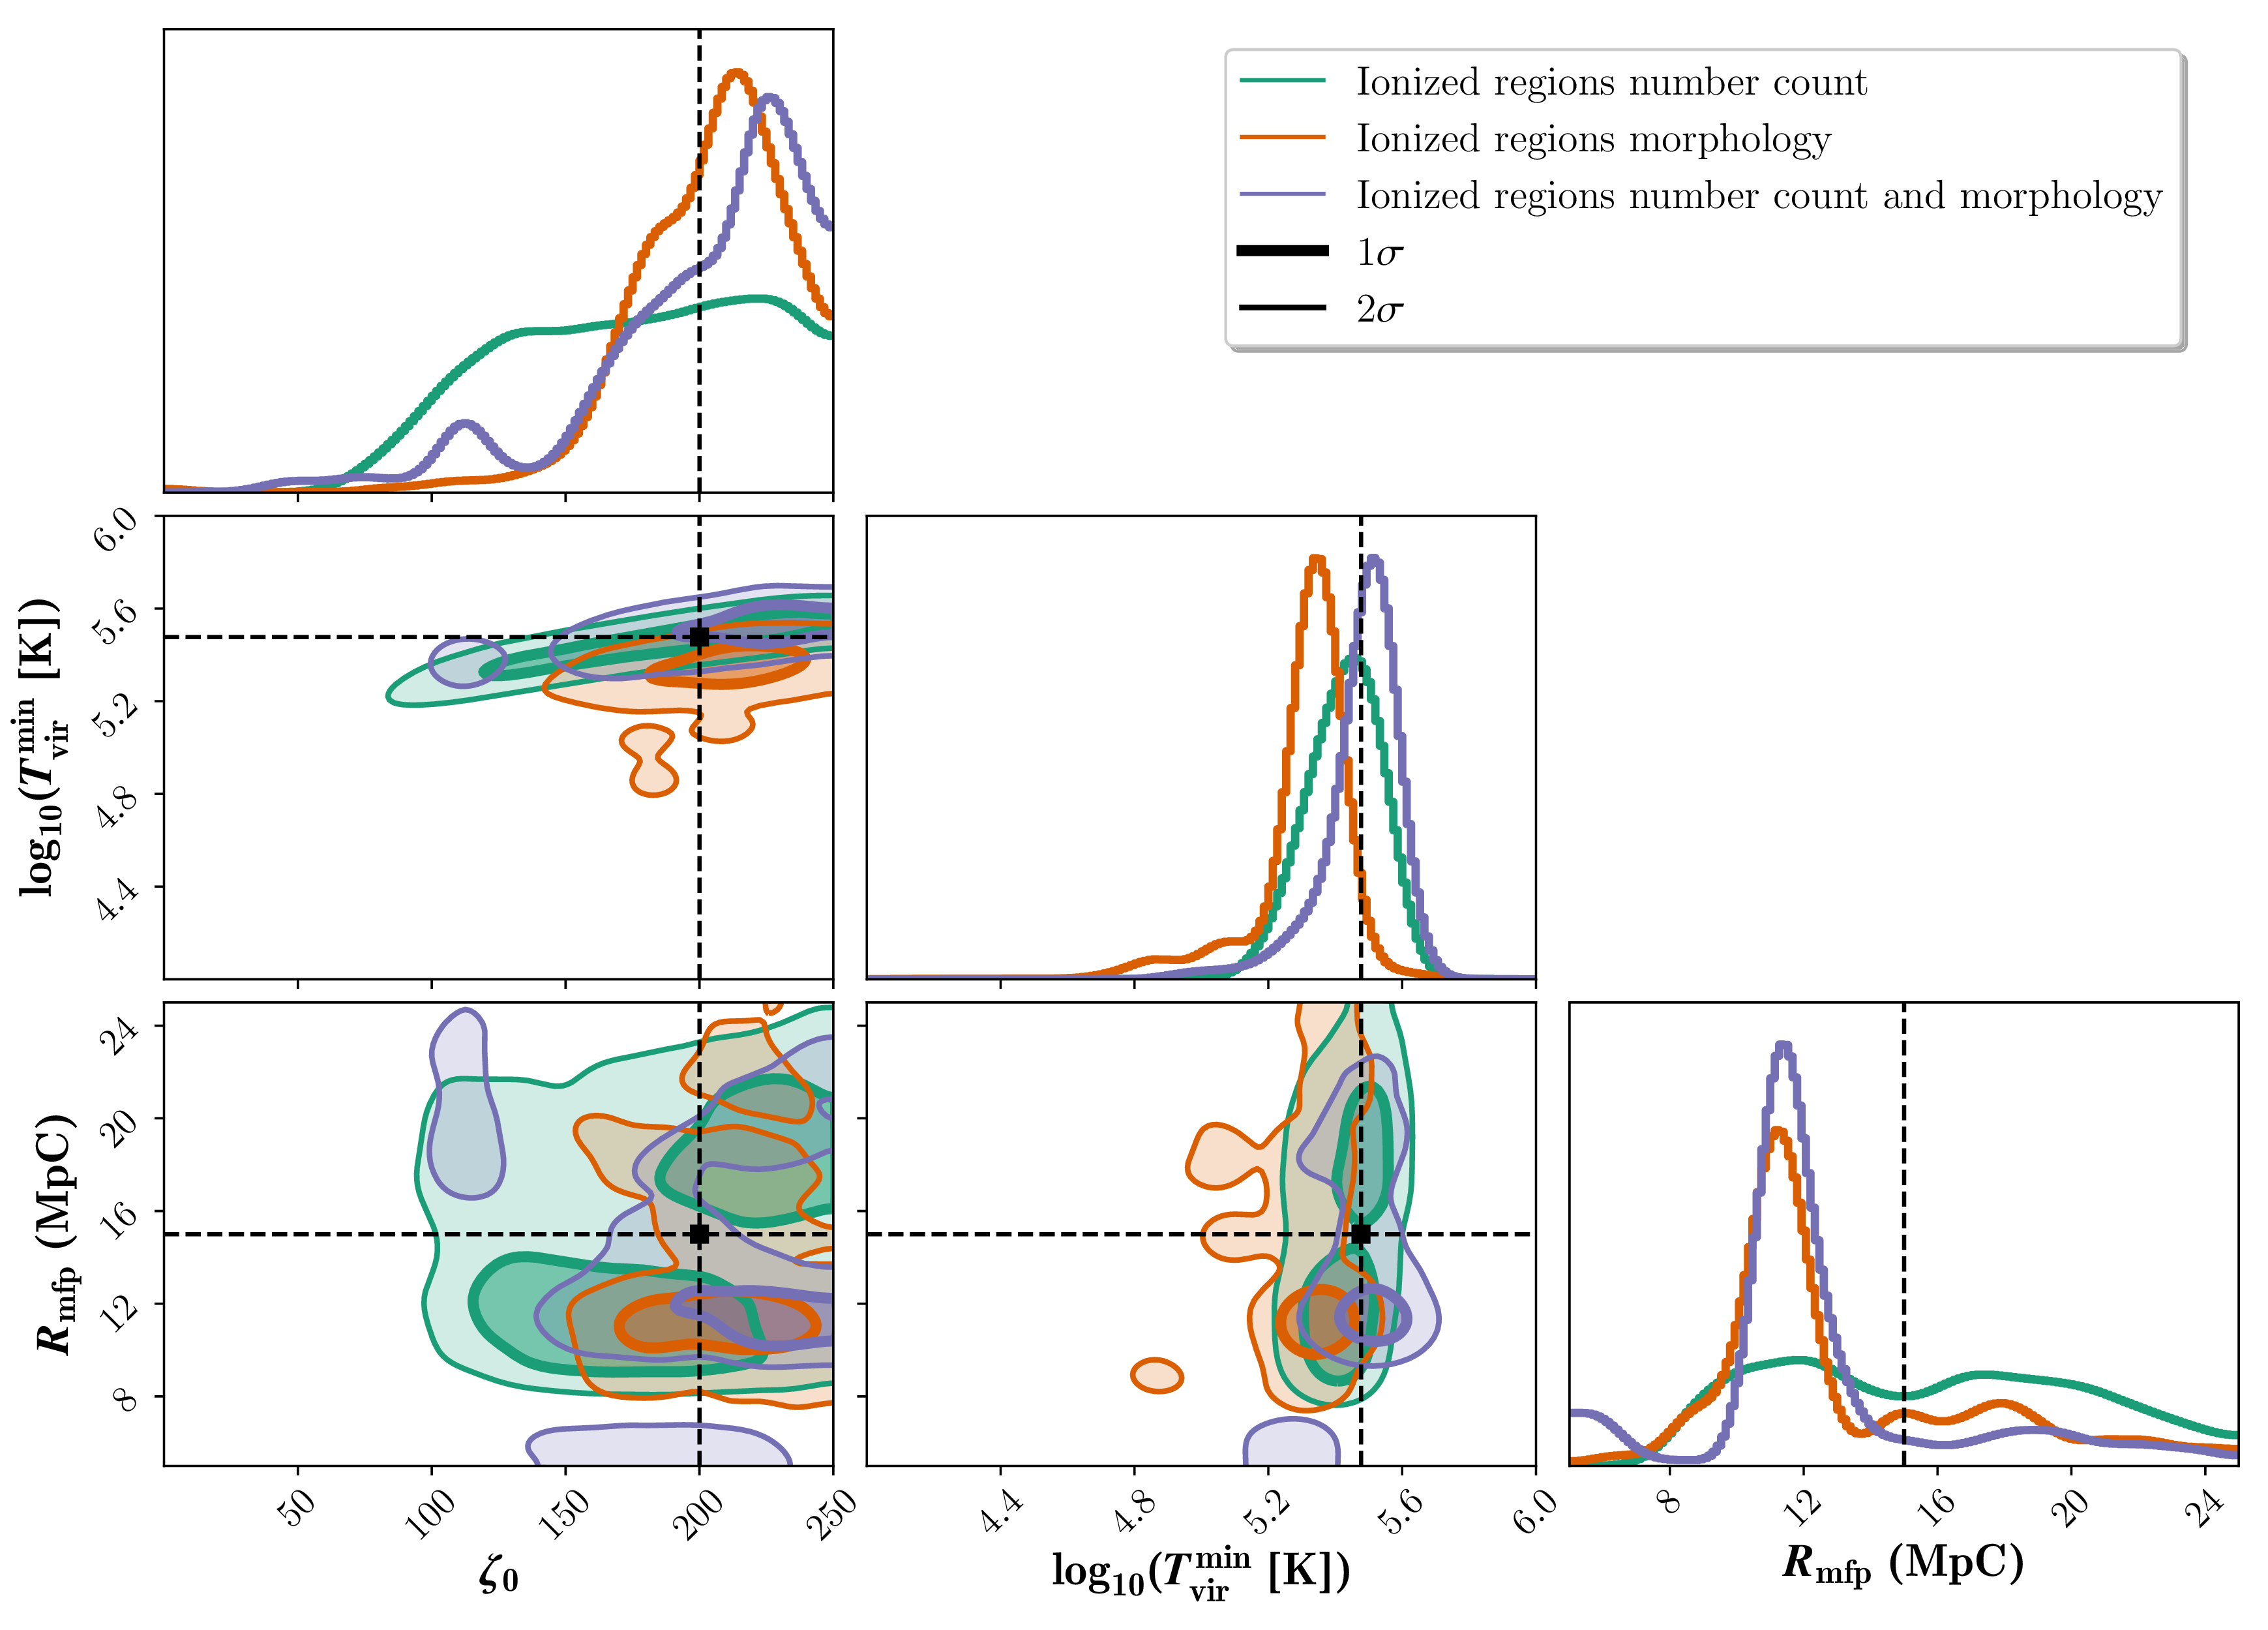 Ionized regions number count
Ionized regions morphology
Ionized regions number count and morphology
1σ
2σ
6.0
5.6
5.2
4.8
4.4
log₁₀(T_vir^min [K])
24
20
16
12
8
R_mfp (MpC)
50 100 150 200 250
ζ₀
4.4 4.8 5.2 5.6 6.0
log₁₀(T_vir^min [K])
8 12 16 20 24
R_mfp (MpC)